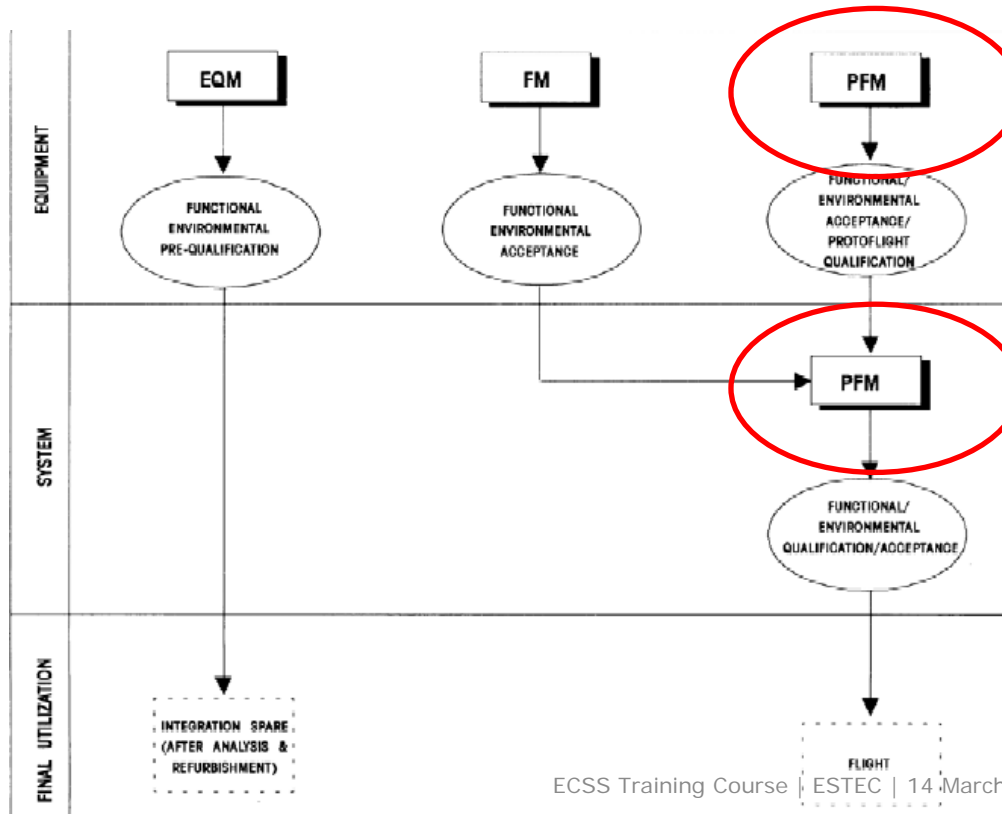 EQUIPMENT
EQM
FM
PFM
FUNCTIONAL
ENVIRONMENTAL
PRE-QUALIFICATION
FUNCTIONAL
ENVIRONMENTAL
ACCEPTANCE
FUNCTIONAL/
ENVIRONMENTAL
ACCEPTANCE/
PROTOFLIGHT
QUALIFICATION
SYSTEM
PFM
FUNCTIONAL/
ENVIRONMENTAL
QUALIFICATION/ACCEPTANCE
FINAL UTILIZATION
INTEGRATION SPARE
(AFTER ANALYSIS &
REFURBISHMENT)
FLIGHT
ECSS Training Course | ESTEC | 14 March